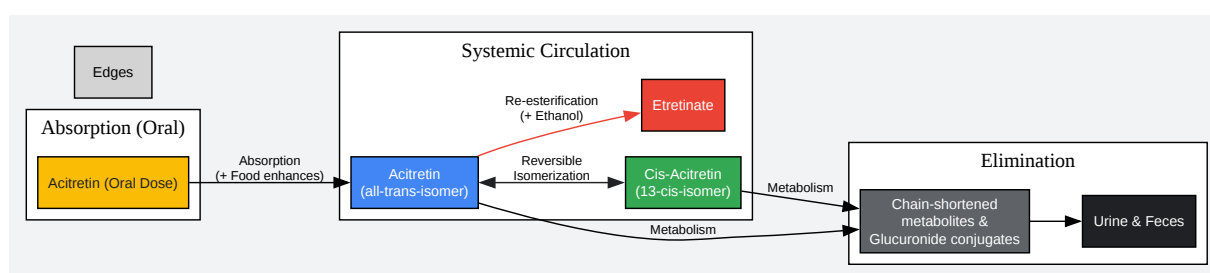 Edges
Absorption (Oral)
Acitretin (Oral Dose)
Absorption
(+ Food enhances)
Systemic Circulation
Acitretin
(all-trans-isomer)
Re-esterification
(+ Ethanol)
Etretinate
Reversible
Isomerization
Cis-Acitretin
(13-cis-isomer)
Metabolism
Metabolism
Elimination
Chain-shortened
metabolites &
Glucuronide conjugates
Urine & Feces